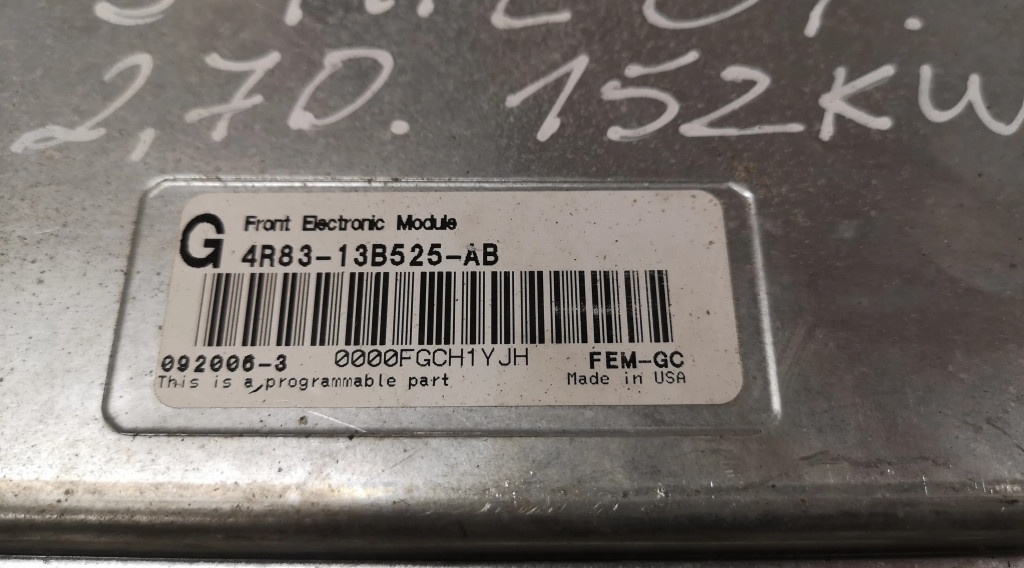 2,7D. 152KW
G
Front Electronic Module
4R83-13B525-AB
092006-3 0000FGCH1YJH FEM-GC
This is a programmable part Made in USA